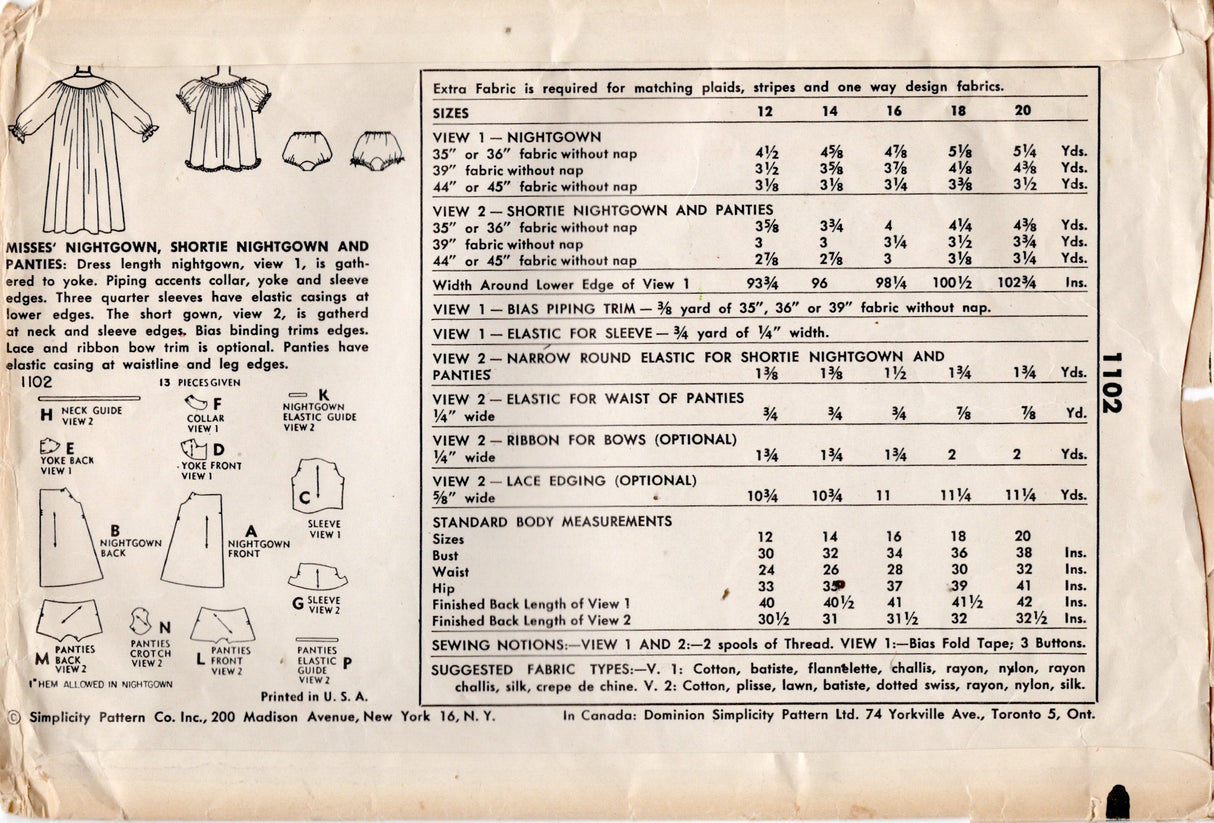 MISSES' NIGHTGOWN, SHORTIE NIGHTGOWN AND
PANTIES: Dress length nightgown, view 1, is gath-
ered to yoke. Piping accents collar, yoke and sleeve
edges. Three quarter sleeves have elastic casings at
lower edges. The short gown, view 2, is gatherd
at neck and sleeve edges. Bias binding trims edges.
Lace and ribbon bow trim is optional. Panties have
elastic casing at waistline and leg edges.
1102 13 PIECES GIVEN
H NECK GUIDE
VIEW 2
F
COLLAR
VIEW 1
K
NIGHTGOWN
ELASTIC GUIDE
VIEW 2
E
YOKE BACK
VIEW 1
D
YOKE FRONT
VIEW 1
C
SLEEVE
VIEW 1
B
NIGHTGOWN
BACK
A
NIGHTGOWN
FRONT
G SLEEVE
VIEW 2
M PANTIES
BACK
VIEW 2
N
PANTIES
CROTCH
VIEW 2
L PANTIES
FRONT
VIEW 2
PANTIES
ELASTIC P
GUIDE
VIEW 2
1" HEM ALLOWED IN NIGHTGOWN
Printed in U. S. A.
Extra Fabric is required for matching plaids, stripes and one way design fabrics.
SIZES 12 14 16 18 20
VIEW 1 — NIGHTGOWN
35" or 36" fabric without nap 4½ 4⅝ 4⅞ 5⅛ 5¼ Yds.
39" fabric without nap 3½ 3⅝ 3⅞ 4⅛ 4⅜ Yds.
44" or 45" fabric without nap 3⅛ 3⅛ 3¼ 3⅜ 3½ Yds.
VIEW 2 — SHORTIE NIGHTGOWN AND PANTIES
35" or 36" fabric without nap 3⅝ 3¾ 4 4¼ 4⅜ Yds.
39" fabric without nap 3 3 3¼ 3½ 3¾ Yds.
44" or 45" fabric without nap 2⅞ 2⅞ 3 3⅛ 3¼ Yds.
Width Around Lower Edge of View 1 93¾ 96 98¼ 100½ 102¾ Ins.
VIEW 1 — BIAS PIPING TRIM — ⅜ yard of 35", 36" or 39" fabric without nap.
VIEW 1 — ELASTIC FOR SLEEVE — ¾ yard of ¼" width.
VIEW 2 — NARROW ROUND ELASTIC FOR SHORTIE NIGHTGOWN AND
PANTIES 1⅜ 1⅜ 1½ 1¾ 1¾ Yds.
VIEW 2 — ELASTIC FOR WAIST OF PANTIES
¼" wide ¾ ¾ ¾ ⅞ ⅞ Yd.
VIEW 2 — RIBBON FOR BOWS (OPTIONAL)
¼" wide 1¾ 1¾ 1¾ 2 2 Yds.
VIEW 2 — LACE EDGING (OPTIONAL)
⅝" wide 10¾ 10¾ 11 11¼ 11¼ Yds.
STANDARD BODY MEASUREMENTS
Sizes 12 14 16 18 20
Bust 30 32 34 36 38 Ins.
Waist 24 26 28 30 32 Ins.
Hip 33 35 37 39 41 Ins.
Finished Back Length of View 1 40 40½ 41 41½ 42 Ins.
Finished Back Length of View 2 30½ 31 31½ 32 32½ Ins.
SEWING NOTIONS:—VIEW 1 AND 2:—2 spools of Thread. VIEW 1:—Bias Fold Tape; 3 Buttons.
SUGGESTED FABRIC TYPES:—V. 1: Cotton, batiste, flannelette, challis, rayon, nylon, rayon
challis, silk, crepe de chine. V. 2: Cotton, plisse, lawn, batiste, dotted swiss, rayon, nylon, silk.
1102
© Simplicity Pattern Co. Inc., 200 Madison Avenue, New York 16, N. Y. In Canada: Dominion Simplicity Pattern Ltd. 74 Yorkville Ave., Toronto 5, Ont.